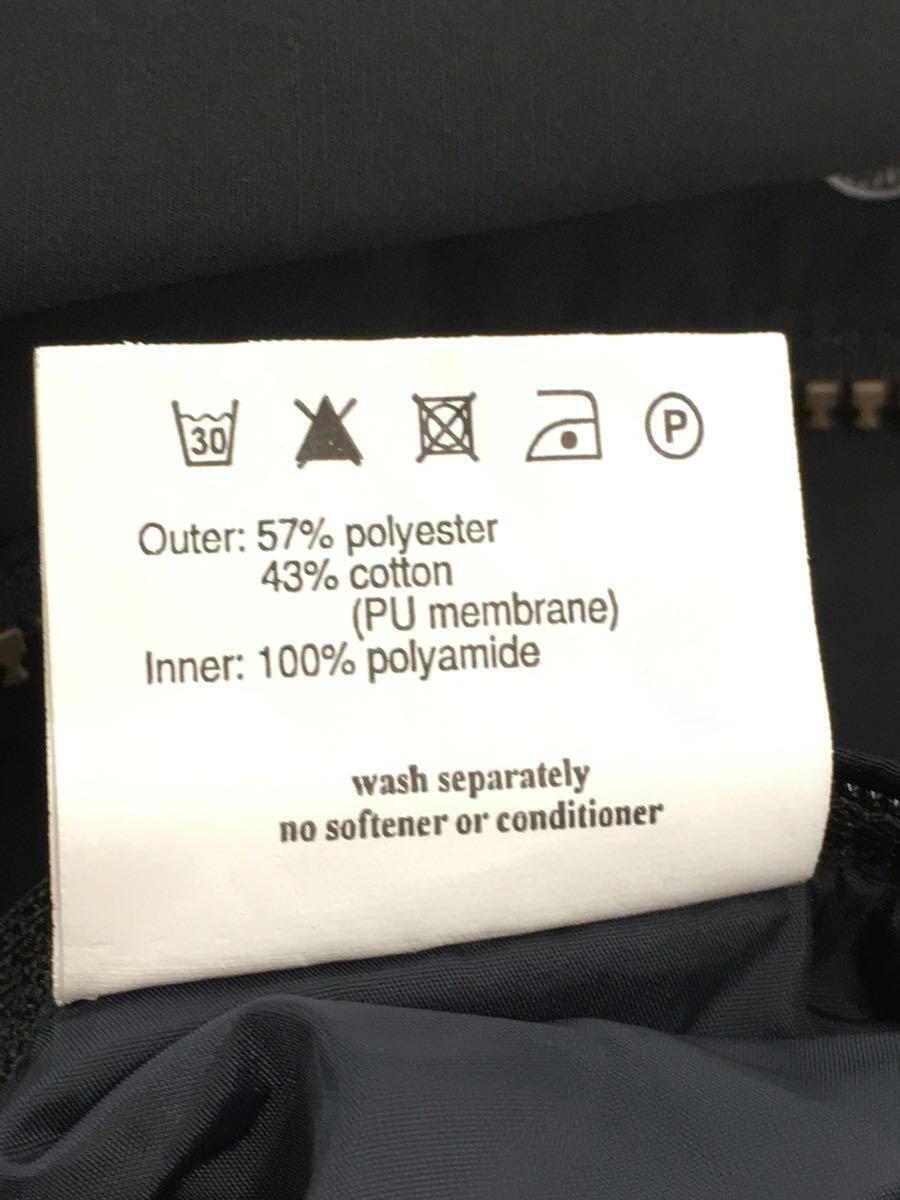 30
P
Outer: 57% polyester
43% cotton
(PU membrane)
Inner: 100% polyamide
wash separately
no softener or conditioner